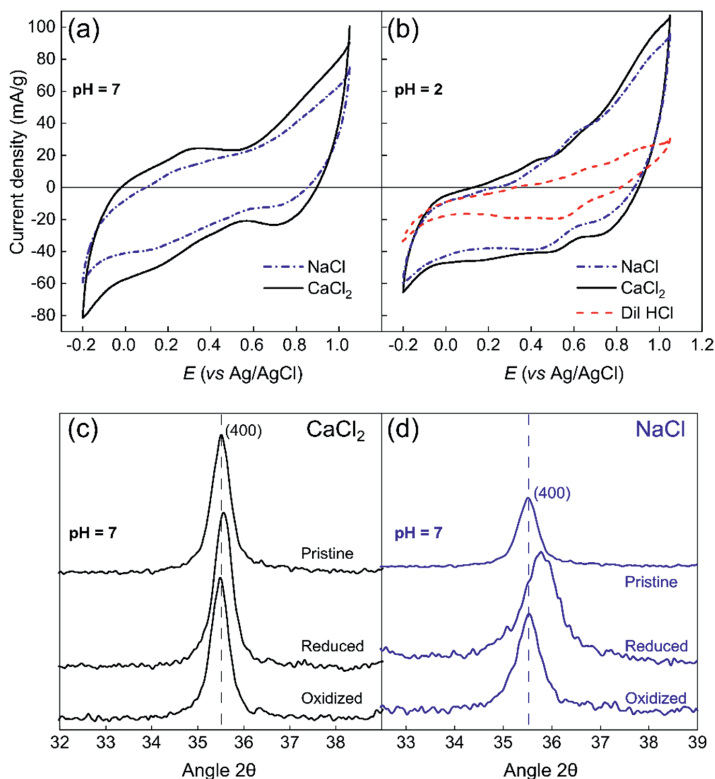 (a)
pH = 7
NaCl
CaCl₂
100
80
60
40
20
0
-20
-40
-60
-80
Current density (mA/g)
-0.2 0.0 0.2 0.4 0.6 0.8 1.0
E (vs Ag/AgCl)
(b)
pH = 2
NaCl
CaCl₂
Dil HCl
-0.2 0.0 0.2 0.4 0.6 0.8 1.0 1.2
E (vs Ag/AgCl)
(c)
(400)
CaCl₂
pH = 7
Pristine
Reduced
Oxidized
32 33 34 35 36 37 38
Angle 2θ
(d)
NaCl
(400)
pH = 7
Pristine
Reduced
Oxidized
33 34 35 36 37 38 39
Angle 2θ